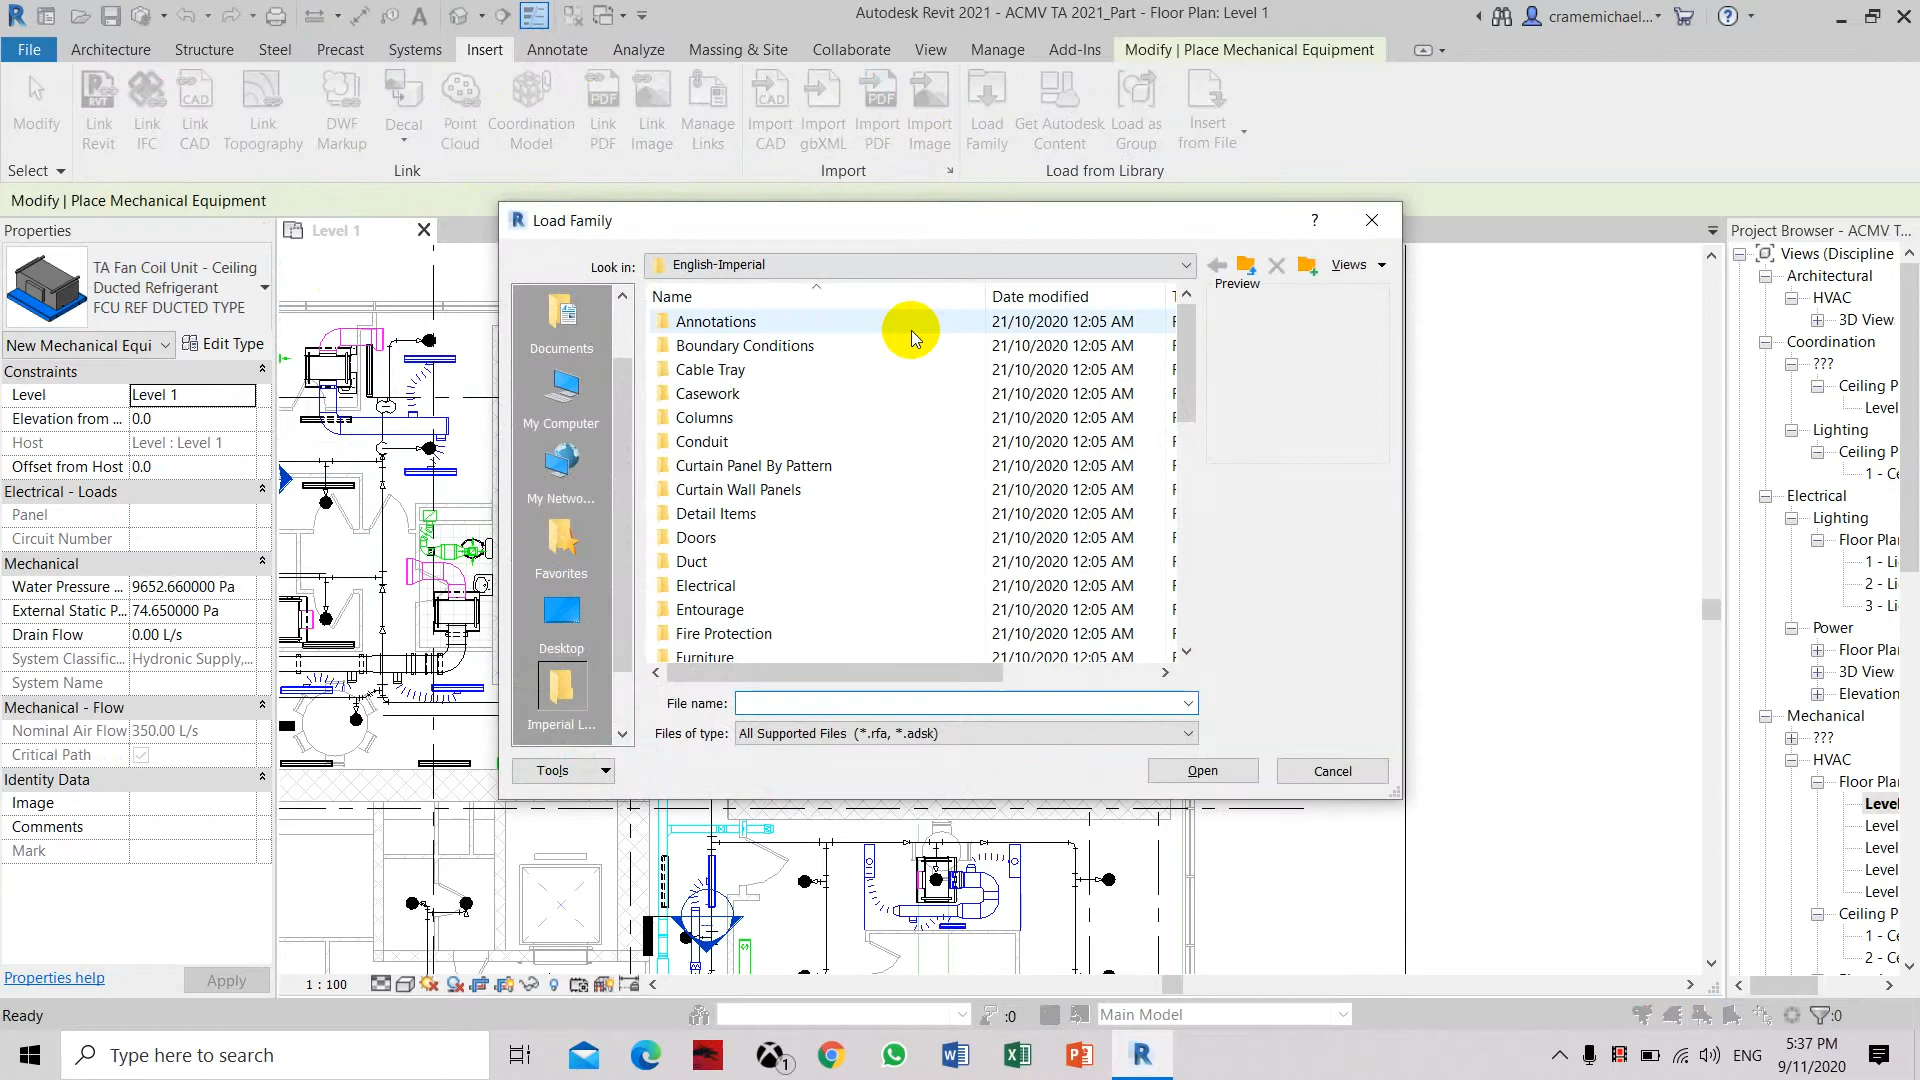 Autodesk Revit 2021 - ACMV TA 2021_Part - Floor Plan: Level 1
cramemichael...
File
Architecture
Structure
Steel
Precast
Systems
Insert
Annotate
Analyze
Massing & Site
Collaborate
View
Manage
Add-Ins
Modify | Place Mechanical Equipment
Modify
Link Revit
Link IFC
Link CAD
Link Topography
DWF Markup
Decal
Point Cloud
Coordination Model
Link PDF
Link Image
Manage Links
Import CAD
Import gbXML
Import PDF
Import Image
Load Family
Get Autodesk Content
Load as Group
Insert from File
Select
Link
Import
Load from Library
Modify | Place Mechanical Equipment
Properties
TA Fan Coil Unit - Ceiling
Ducted Refrigerant
FCU REF DUCTED TYPE
New Mechanical Equi
Edit Type
Constraints
Level
Level 1
Elevation from ...
0.0
Host
Level : Level 1
Offset from Host
0.0
Electrical - Loads
Panel
Circuit Number
Mechanical
Water Pressure ...
9652.660000 Pa
External Static P...
74.650000 Pa
Drain Flow
0.00 L/s
System Classific...
Hydronic Supply,...
System Name
Mechanical - Flow
Nominal Air Flow
350.00 L/s
Critical Path
Identity Data
Image
Comments
Mark
Properties help
Apply
Level 1
Load Family
?
Look in:
English-Imperial
Views
Preview
Documents
My Computer
My Netwo...
Favorites
Desktop
Imperial L...
Name
Date modified
Annotations
21/10/2020 12:05 AM
Boundary Conditions
21/10/2020 12:05 AM
Cable Tray
21/10/2020 12:05 AM
Casework
21/10/2020 12:05 AM
Columns
21/10/2020 12:05 AM
Conduit
21/10/2020 12:05 AM
Curtain Panel By Pattern
21/10/2020 12:05 AM
Curtain Wall Panels
21/10/2020 12:05 AM
Detail Items
21/10/2020 12:05 AM
Doors
21/10/2020 12:05 AM
Duct
21/10/2020 12:05 AM
Electrical
21/10/2020 12:05 AM
Entourage
21/10/2020 12:05 AM
Fire Protection
21/10/2020 12:05 AM
Furniture
21/10/2020 12:05 AM
File name:
Files of type:
All Supported Files (*.rfa, *.adsk)
Tools
Open
Cancel
Project Browser - ACMV T...
Views (Discipline
Architectural
HVAC
3D View
Coordination
???
Ceiling P
Level
Lighting
Ceiling P
1 - Ce
Electrical
Lighting
Floor Pla
1 - Li
2 - Li
3 - Li
Power
Floor Pla
3D View
Elevation
Mechanical
???
HVAC
Floor Pla
Level
Level
Level
Level
Level
Ceiling P
1 - Ce
2 - Ce
1 : 100
Ready
:0
Main Model
:0
Type here to search
ENG
5:37 PM
9/11/2020